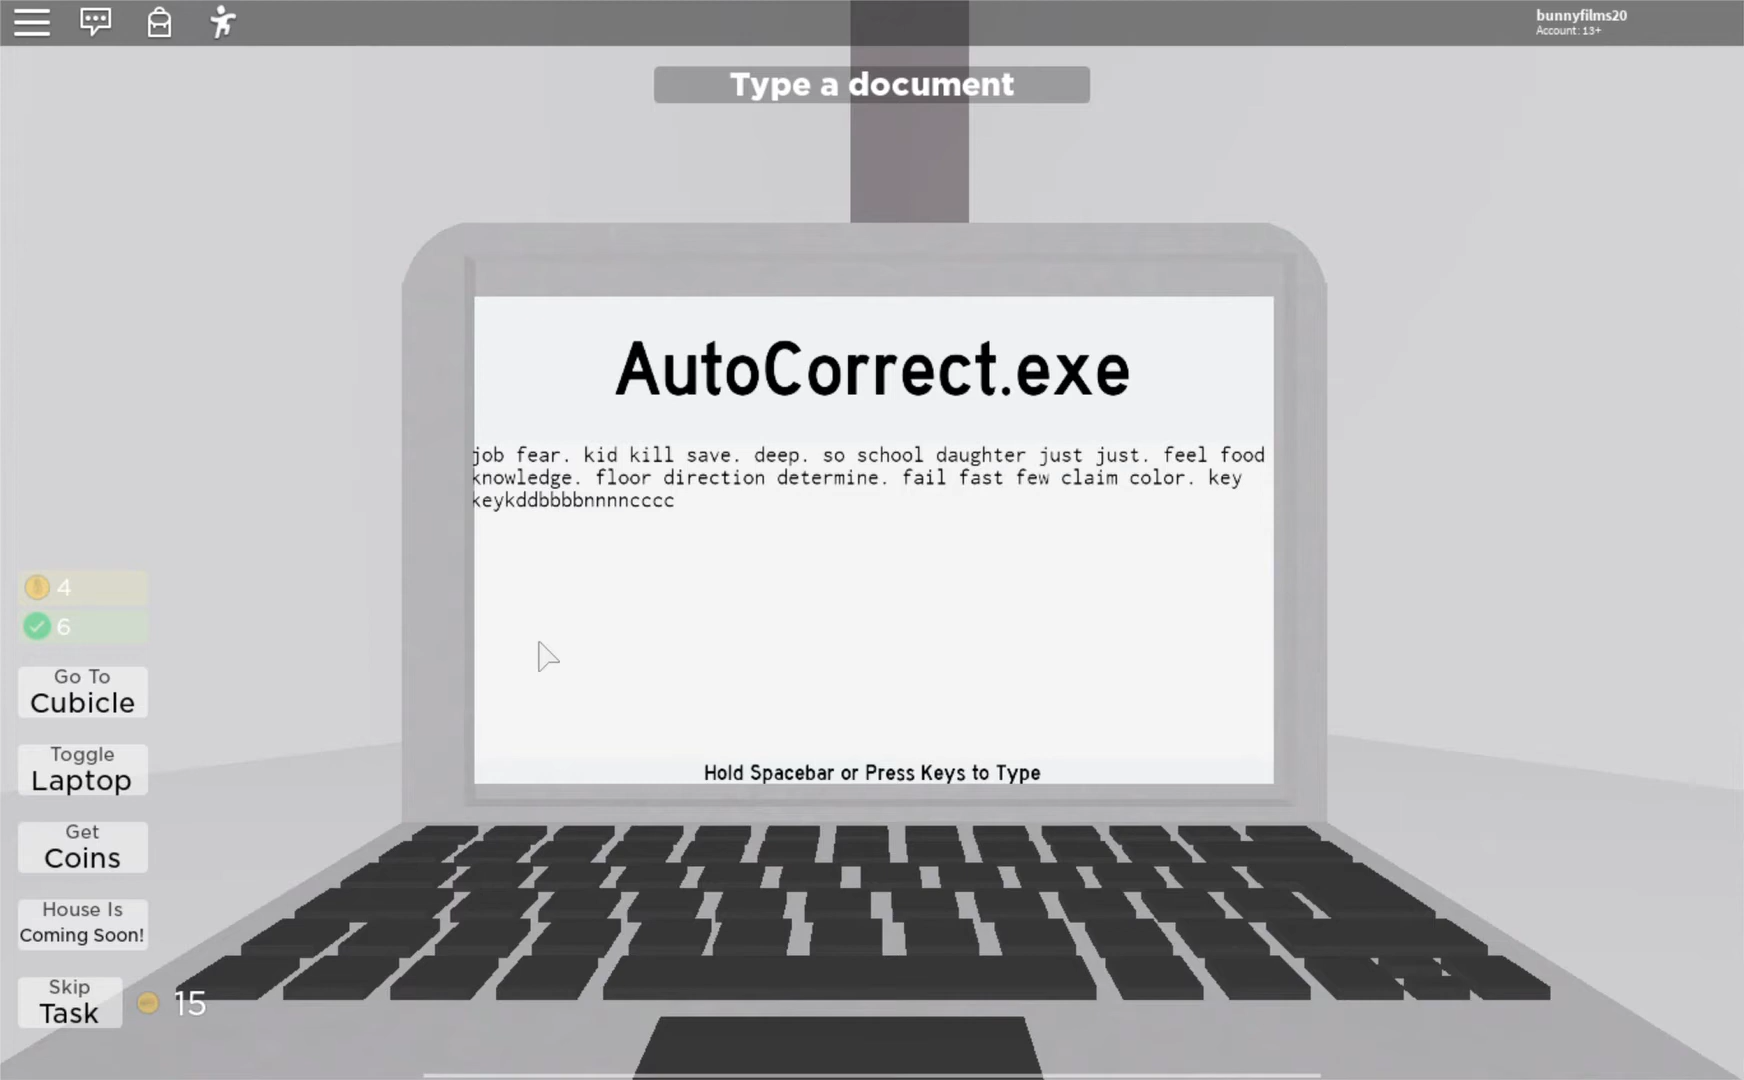 bunnyfilms20
Account: 13+
Type a document
AutoCorrect.exe
job fear. kid kill save. deep. so school daughter just just. feel food
knowledge. floor direction determine. fail fast few claim color. key
keykddbbbbnnnncccc
Hold Spacebar or Press Keys to Type
4
6
Go To
Cubicle
Toggle
Laptop
Get
Coins
House Is
Coming Soon!
Skip
Task
15